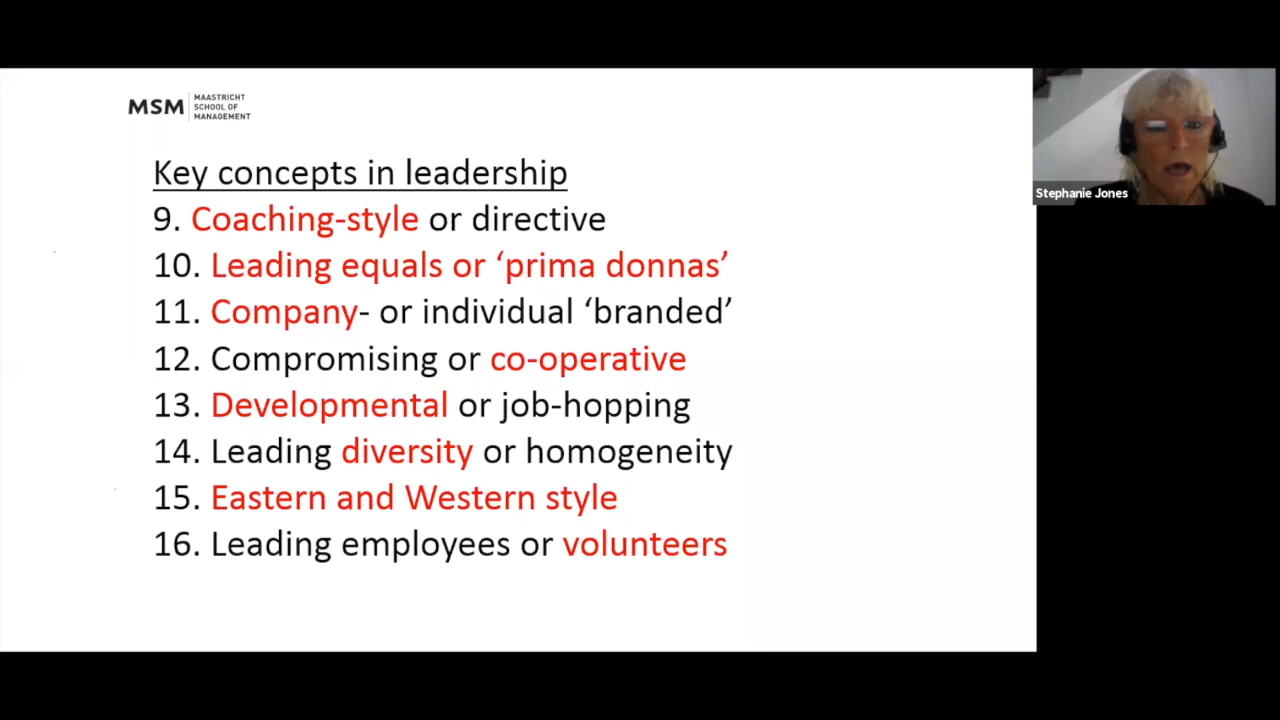 MSM
MAASTRICHT
SCHOOL OF
MANAGEMENT
Key concepts in leadership
9. Coaching-style or directive
10. Leading equals or ‘prima donnas’
11. Company- or individual ‘branded’
12. Compromising or co-operative
13. Developmental or job-hopping
14. Leading diversity or homogeneity
15. Eastern and Western style
16. Leading employees or volunteers
Stephanie Jones